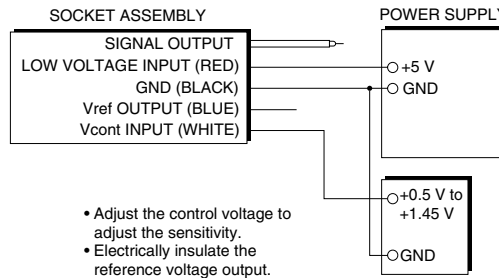 SOCKET ASSEMBLY
POWER SUPPLY
SIGNAL OUTPUT
LOW VOLTAGE INPUT (RED)
GND (BLACK)
Vref OUTPUT (BLUE)
Vcont INPUT (WHITE)
+5 V
GND
+0.5 V to
+1.45 V
GND
• Adjust the control voltage to
adjust the sensitivity.
• Electrically insulate the
reference voltage output.